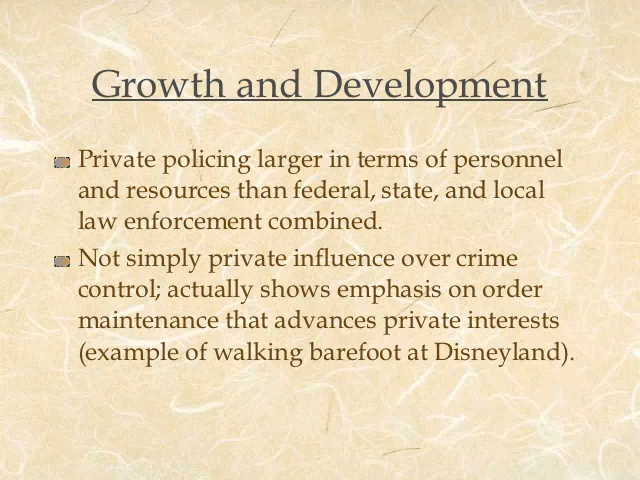 Growth and Development
Private policing larger in terms of personnel
and resources than federal, state, and local
law enforcement combined.
Not simply private influence over crime
control; actually shows emphasis on order
maintenance that advances private interests
(example of walking barefoot at Disneyland).